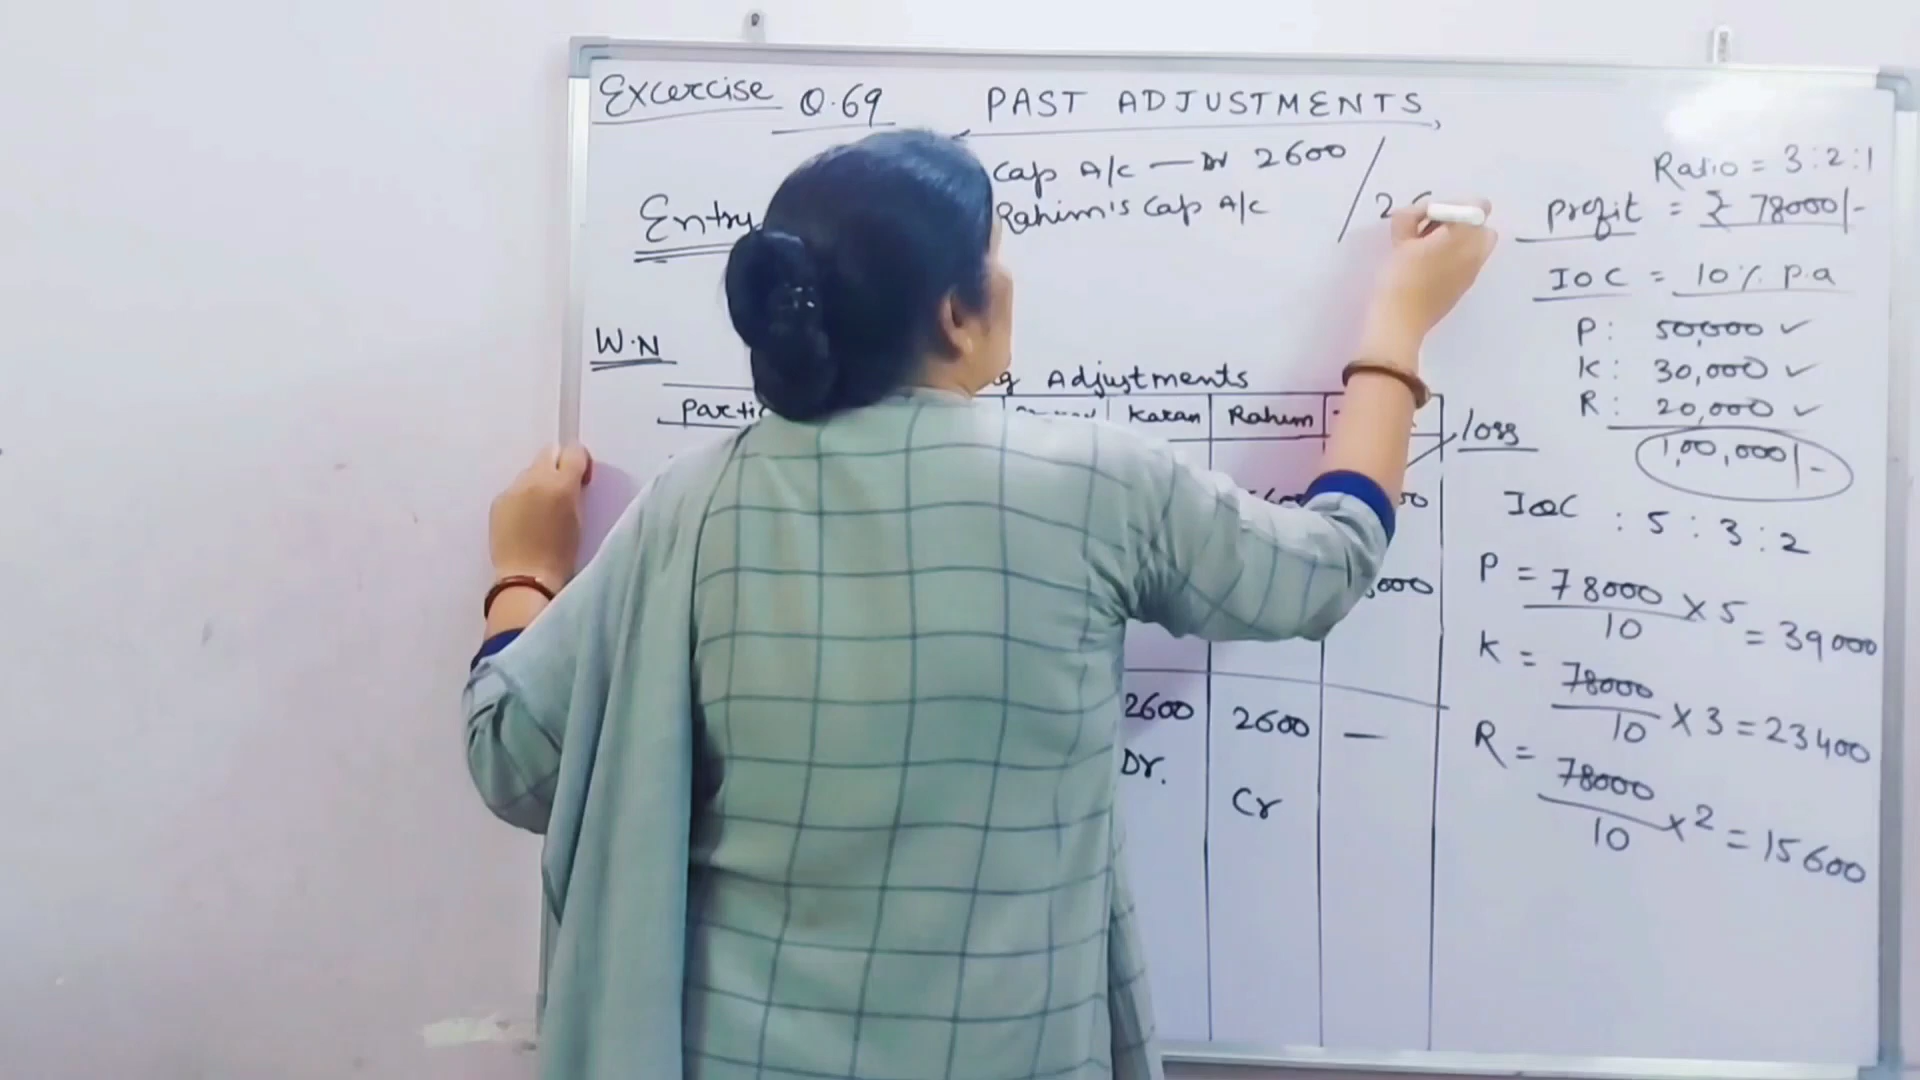 Excercise Q.69 PAST ADJUSTMENTS,
Cap A/c — Dr 2600
Entry Rahim's Cap A/c
W.N
Adjustments
Karan Rahim
2600 2600 —
Dr.
Cr
loss
Ratio = 3:2:1
Profit = ₹ 78000/-
IOC = 10% P.a
P: 50,000 ✓
K: 30,000 ✓
R: 20,000 ✓
1,00,000/-
IOC : 5 : 3 : 2
P = 78000/10 × 5 = 39000
K = 78000/10 × 3 = 23400
R = 78000/10 × 2 = 15600